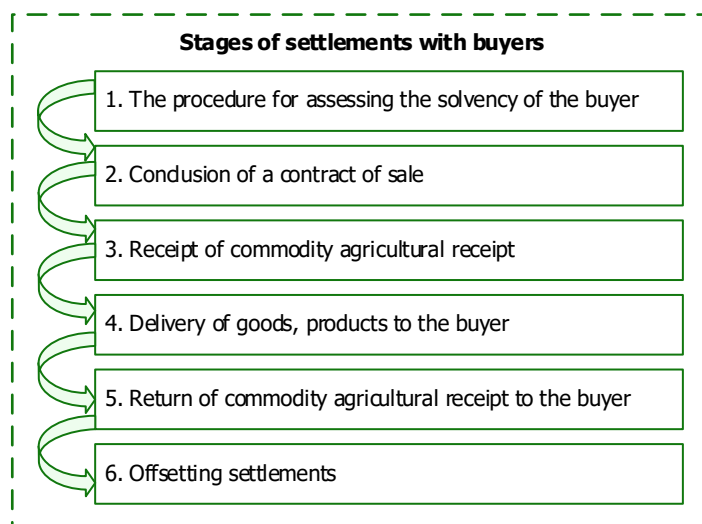 Stages of settlements with buyers
1. The procedure for assessing the solvency of the buyer
2. Conclusion of a contract of sale
3. Receipt of commodity agricultural receipt
4. Delivery of goods, products to the buyer
5. Return of commodity agricultural receipt to the buyer
6. Offsetting settlements